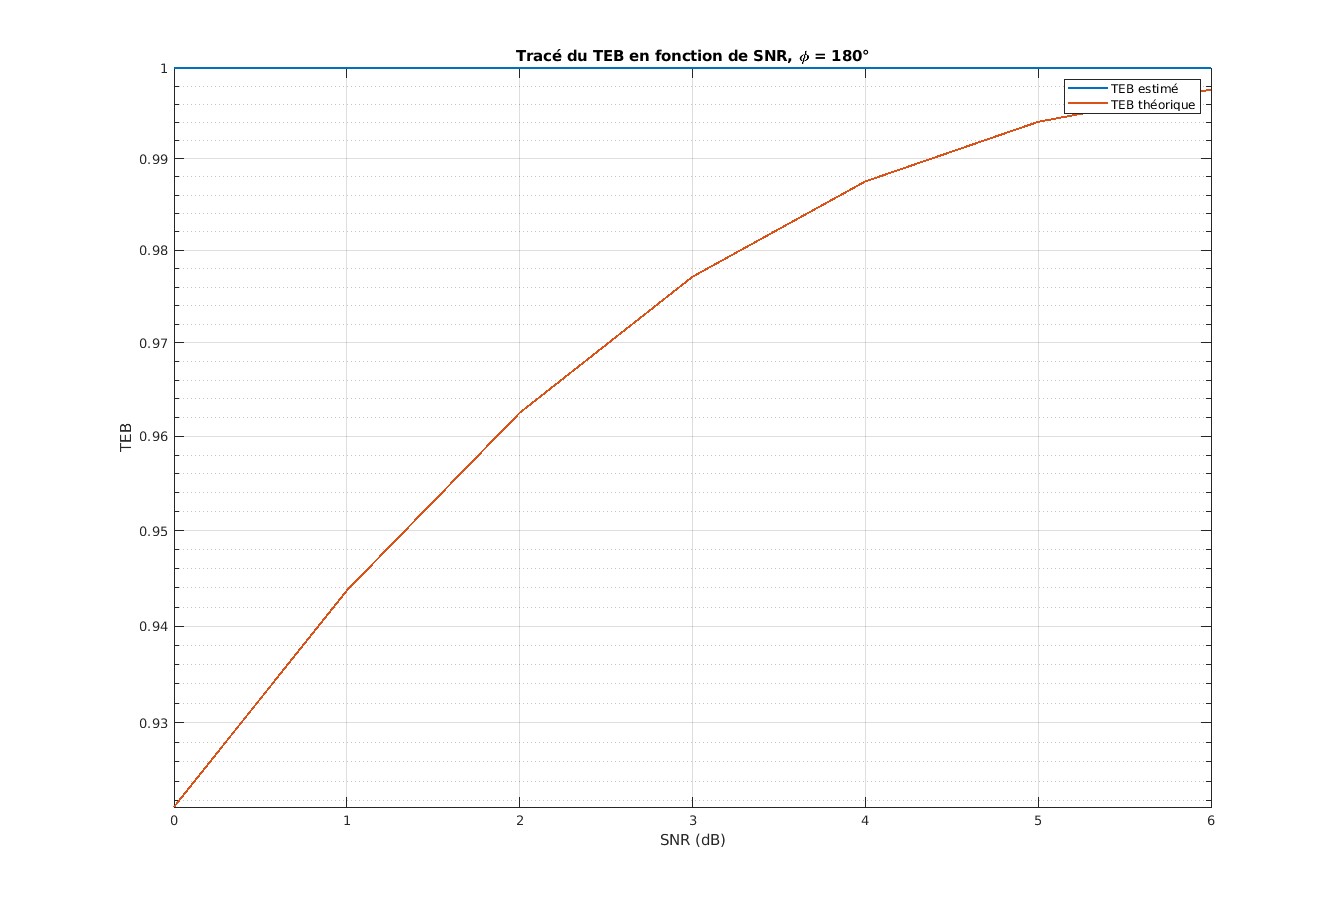 Tracé du TEB en fonction de SNR, ϕ = 180°
1
0.99
0.98
0.97
0.96
0.95
0.94
0.93
TEB
TEB estimé
TEB théorique
0 1 2 3 4 5 6
SNR (dB)